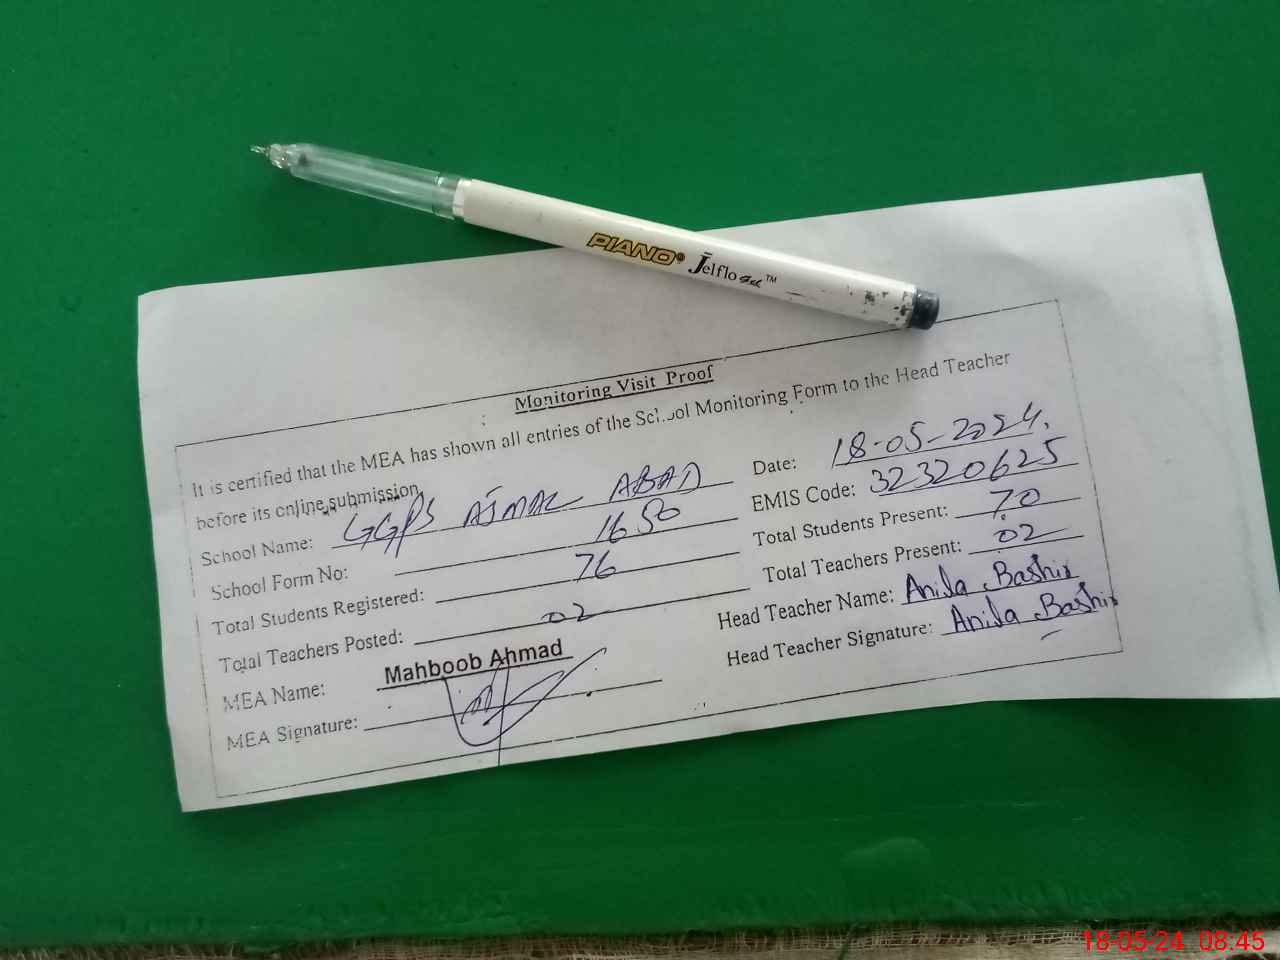 PIANO® Jelflo Gel™
Monitoring Visit Proof
It is certified that the MEA has shown all entries of the School Monitoring Form to the Head Teacher
before its online submission
School Name: GGPS AJMAL ABAD
Date: 18-05-2024.
School Form No: 1650
EMIS Code: 32320625
Total Students Registered: 76
Total Students Present: 70
Total Teachers Posted: 02
Total Teachers Present: 02
MEA Name: Mahboob Ahmad
Head Teacher Name: Anila Bashir
MEA Signature:
Head Teacher Signature: Anila Bashir
18-05-24 08:45